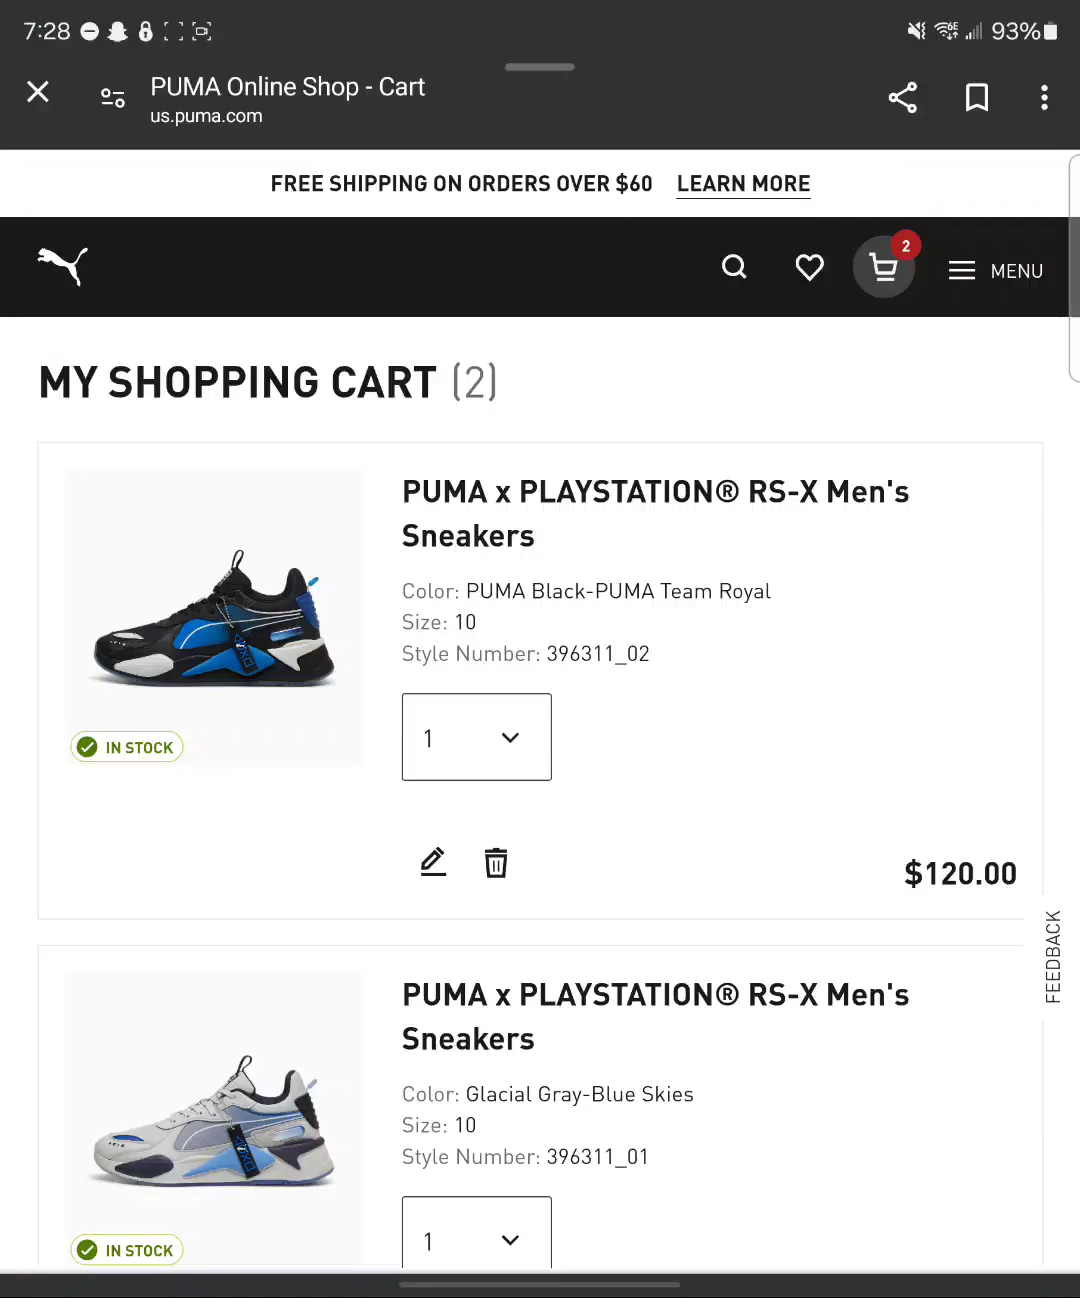 7:28
93%
PUMA Online Shop - Cart
us.puma.com
FREE SHIPPING ON ORDERS OVER $60 LEARN MORE
2
MENU
MY SHOPPING CART (2)
PUMA x PLAYSTATION® RS-X Men's
Sneakers
Color: PUMA Black-PUMA Team Royal
Size: 10
Style Number: 396311_02
1
IN STOCK
$120.00
FEEDBACK
PUMA x PLAYSTATION® RS-X Men's
Sneakers
Color: Glacial Gray-Blue Skies
Size: 10
Style Number: 396311_01
1
IN STOCK